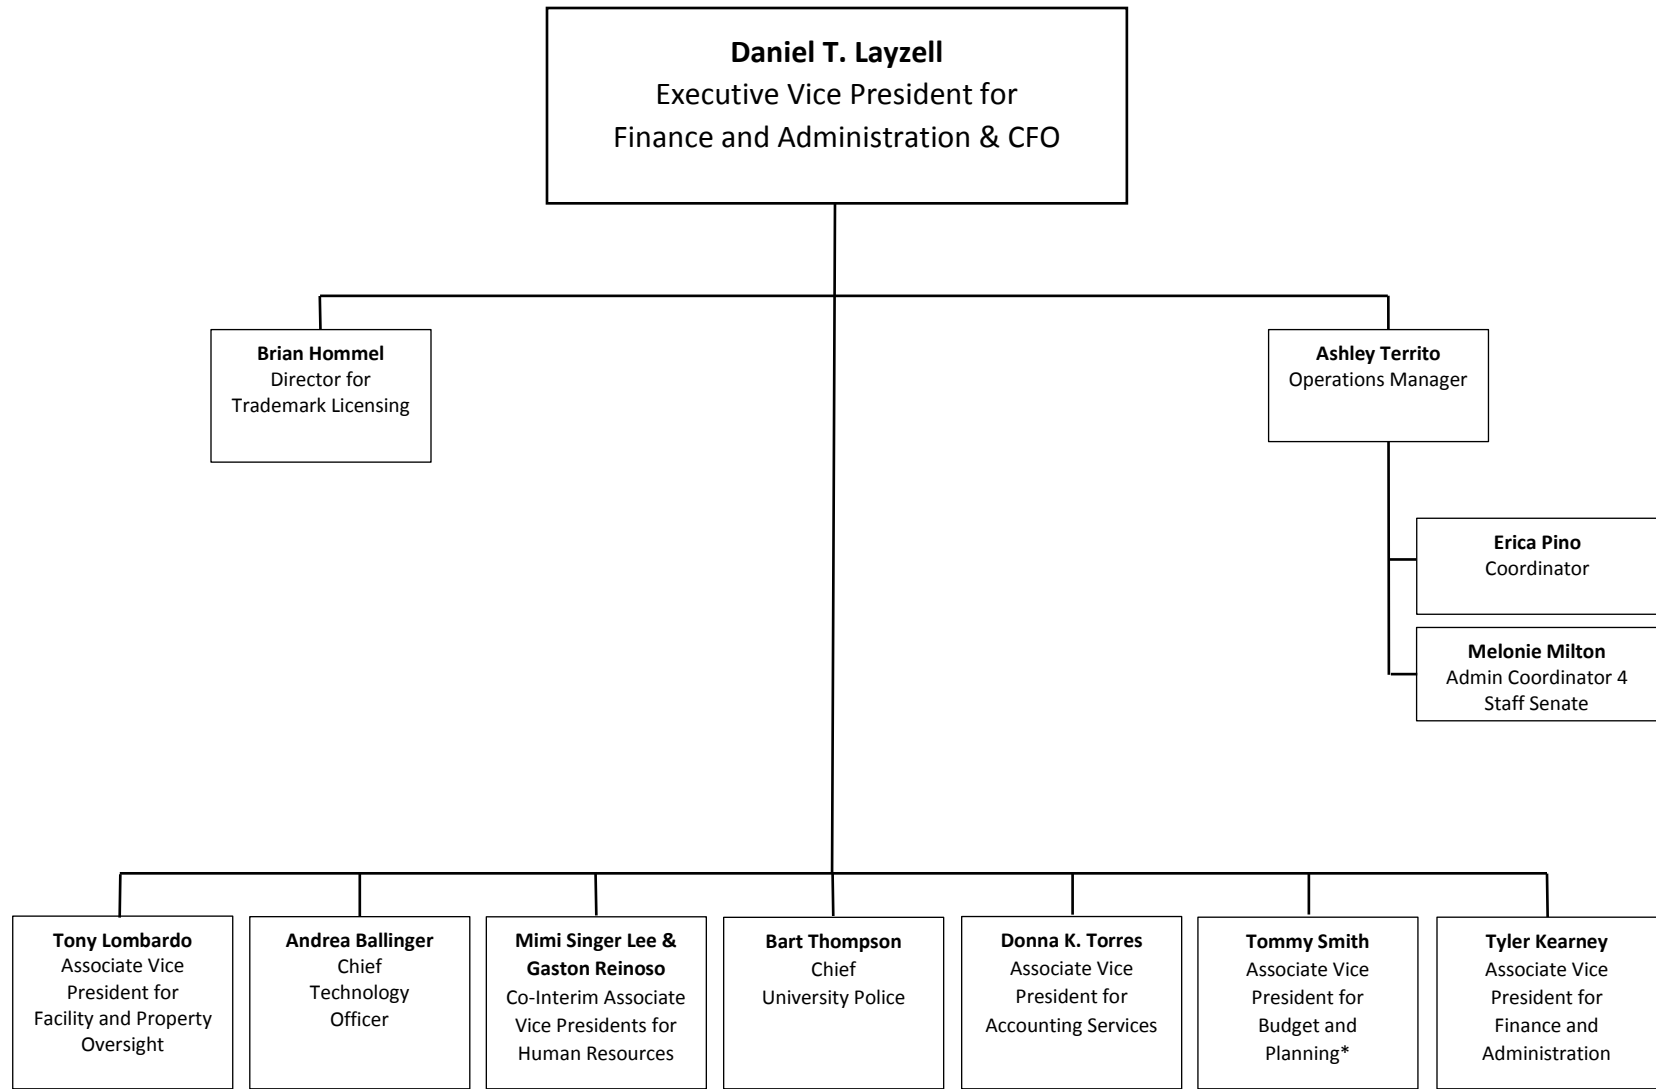 Daniel T. Layzell
Executive Vice President for
Finance and Administration & CFO
Brian Hommel
Director for
Trademark Licensing
Ashley Territo
Operations Manager
Erica Pino
Coordinator
Melonie Milton
Admin Coordinator 4
Staff Senate
Tony Lombardo
Associate Vice
President for
Facility and Property
Oversight
Andrea Ballinger
Chief
Technology
Officer
Mimi Singer Lee &
Gaston Reinoso
Co-Interim Associate
Vice Presidents for
Human Resources
Bart Thompson
Chief
University Police
Donna K. Torres
Associate Vice
President for
Accounting Services
Tommy Smith
Associate Vice
President for
Budget and
Planning*
Tyler Kearney
Associate Vice
President for
Finance and
Administration